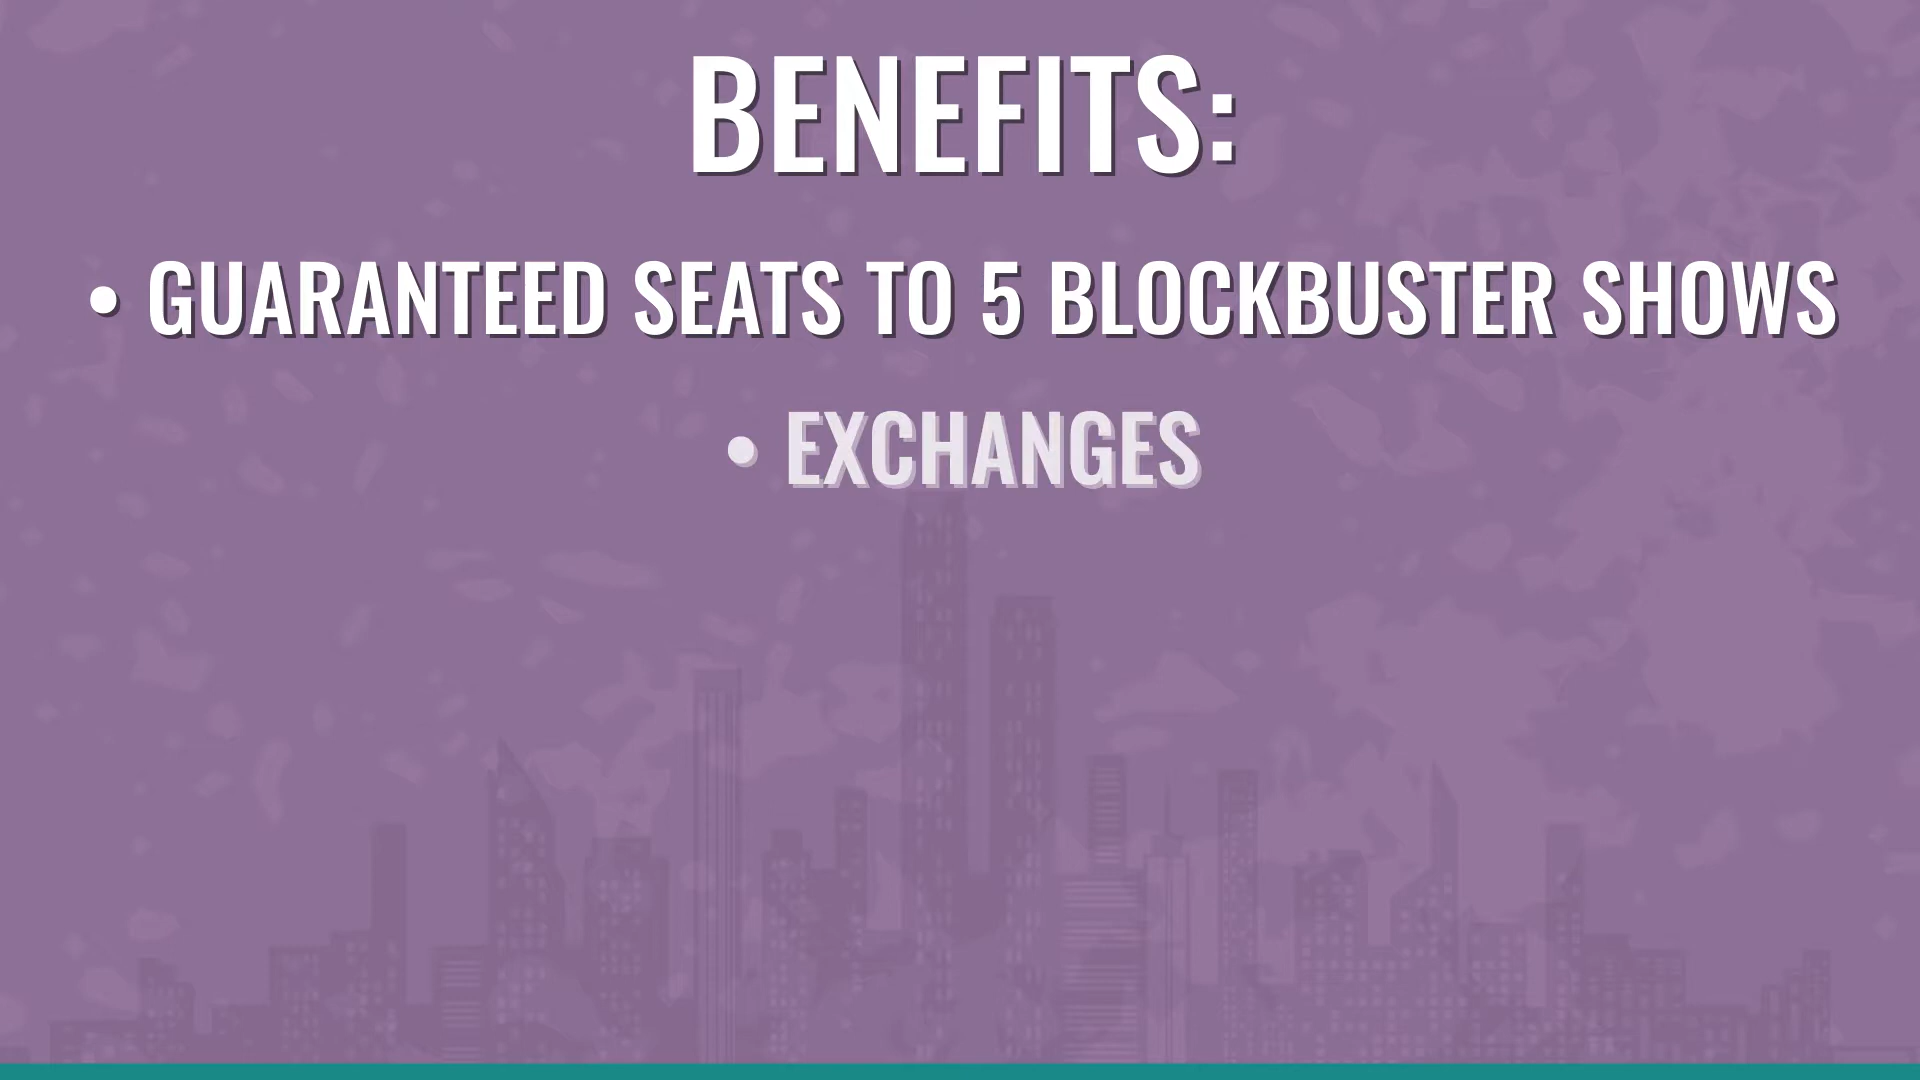 BENEFITS:
• GUARANTEED SEATS TO 5 BLOCKBUSTER SHOWS
• EXCHANGES